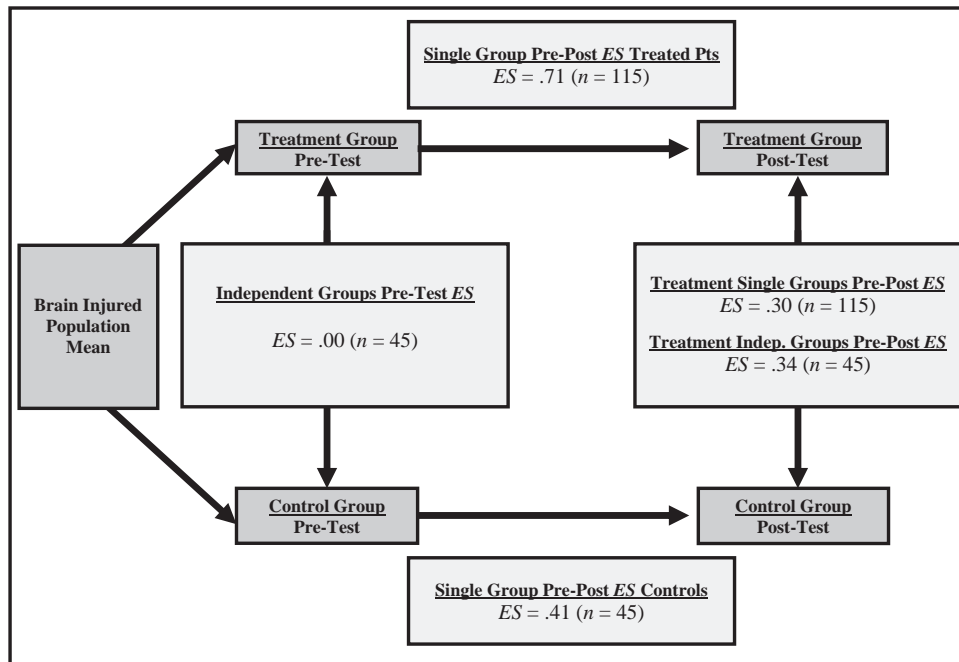 Single Group Pre-Post ES Treated Pts
ES = .71 (n = 115)
Treatment Group
Pre-Test
Treatment Group
Post-Test
Brain Injured
Population
Mean
Independent Groups Pre-Test ES
ES = .00 (n = 45)
Treatment Single Groups Pre-Post ES
ES = .30 (n = 115)
Treatment Indep. Groups Pre-Post ES
ES = .34 (n = 45)
Control Group
Pre-Test
Control Group
Post-Test
Single Group Pre-Post ES Controls
ES = .41 (n = 45)